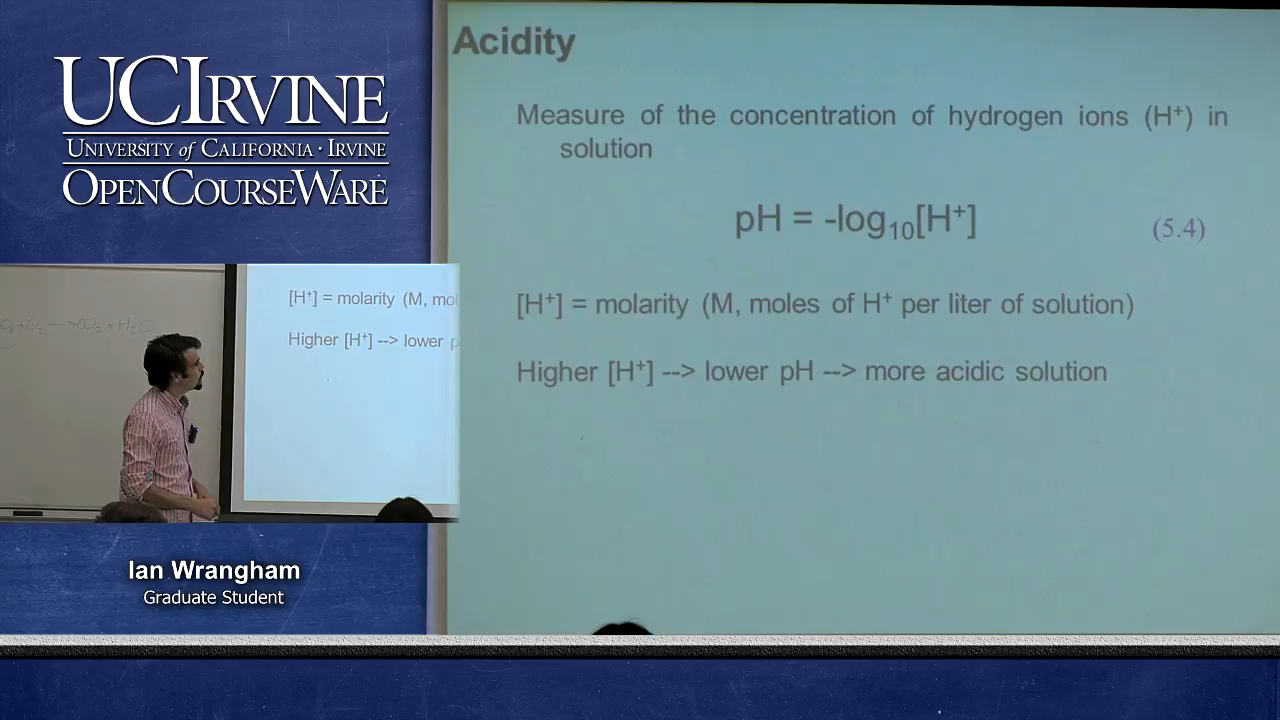 UCIRVINE
UNIVERSITY of CALIFORNIA · IRVINE
OPENCOURSEWARE
Acidity
Measure of the concentration of hydrogen ions (H⁺) in
solution
pH = -log₁₀[H⁺]
(5.4)
[H⁺] = molarity (M, moles of H⁺ per liter of solution)
Higher [H⁺] --> lower pH --> more acidic solution
[H⁺] = molarity (M, mol
Higher [H⁺] --> lower p
Ian Wrangham
Graduate Student